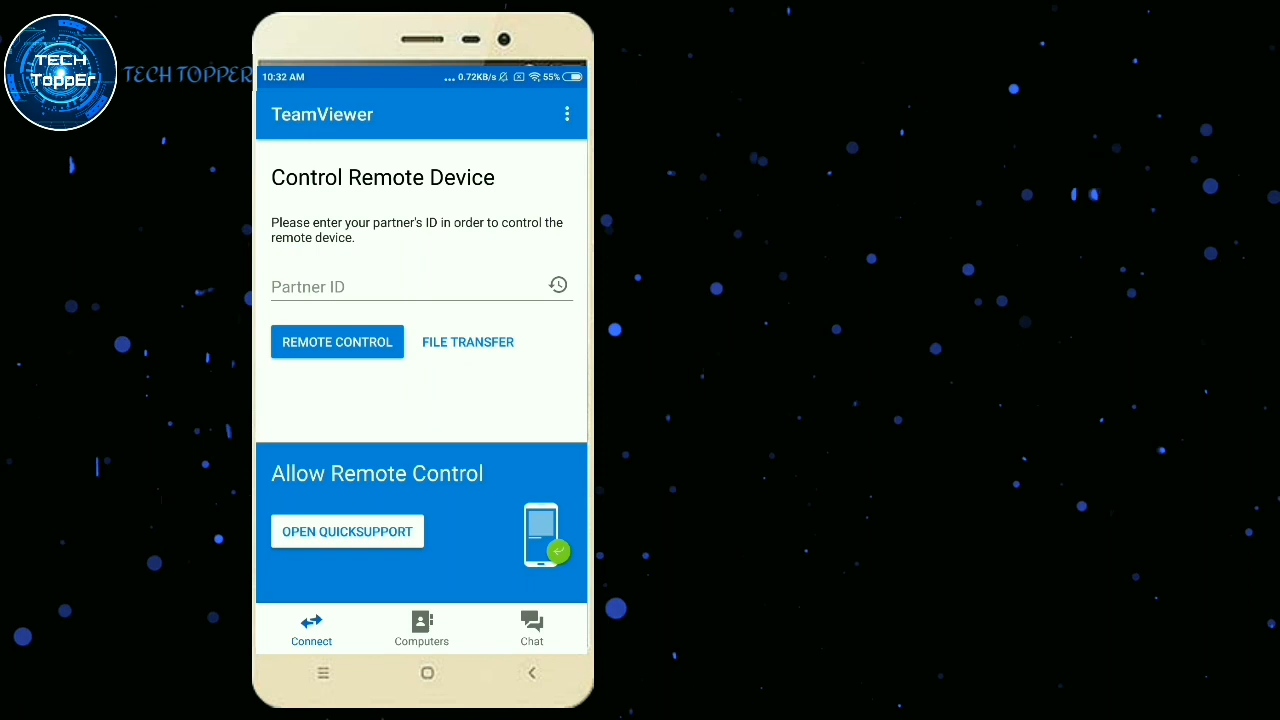 TECH
ToppEr
TECH TOPPER
10:32 AM
... 0.72KB/s
55%
TeamViewer
Control Remote Device
Please enter your partner's ID in order to control the
remote device.
Partner ID
REMOTE CONTROL
FILE TRANSFER
Allow Remote Control
OPEN QUICKSUPPORT
Connect
Computers
Chat